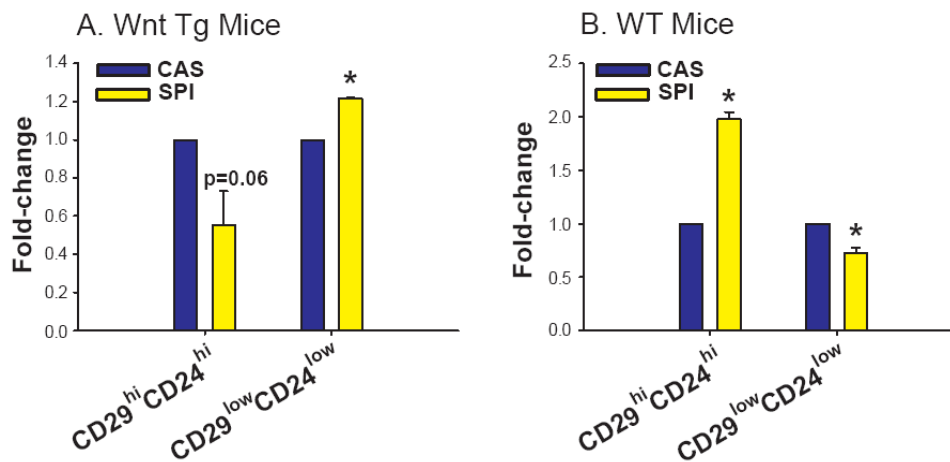 A. Wnt Tg Mice
CAS
SPI
Fold-change
1.4
1.2
1.0
0.8
0.6
0.4
0.2
0.0
p=0.06
*
CD29hiCD24hi
CD29lowCD24low
B. WT Mice
CAS
SPI
Fold-change
2.5
2.0
1.5
1.0
0.5
0.0
*
*
CD29hiCD24hi
CD29lowCD24low